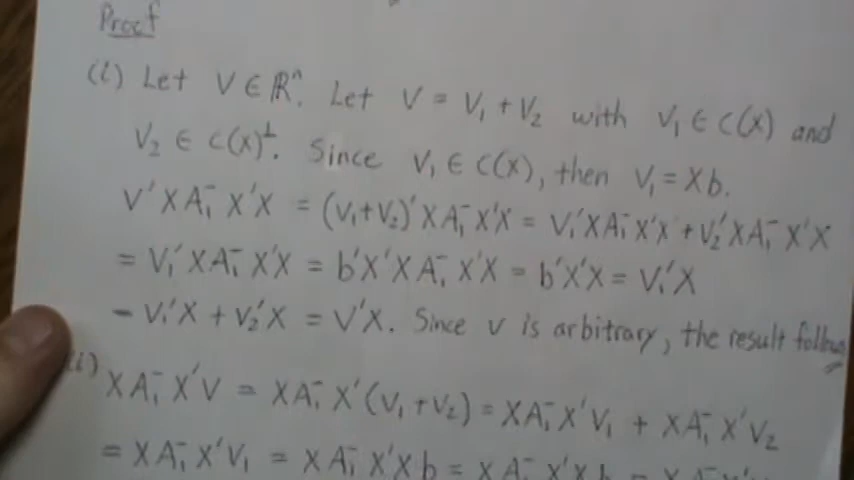 Proof
(i) Let V ∈ ℝⁿ. Let V = V₁ + V₂ with V₁ ∈ C(X) and
V₂ ∈ C(X)⊥. Since V₁ ∈ C(X), then V₁ = Xb.
V'XA₁⁻X'X = (V₁+V₂)'XA₁⁻X'X = V₁'XA₁⁻X'X + V₂'XA₁⁻X'X
= V₁'XA₁⁻X'X = b'X'XA₁⁻X'X = b'X'X = V₁'X
= V₁'X + V₂'X = V'X. Since V is arbitrary, the result follows
XA₁⁻X'V = XA₁⁻X'(V₁+V₂) = XA₁⁻X'V₁ + XA₁⁻X'V₂
= XA₁⁻X'V₁ = XA₁⁻X'Xb =